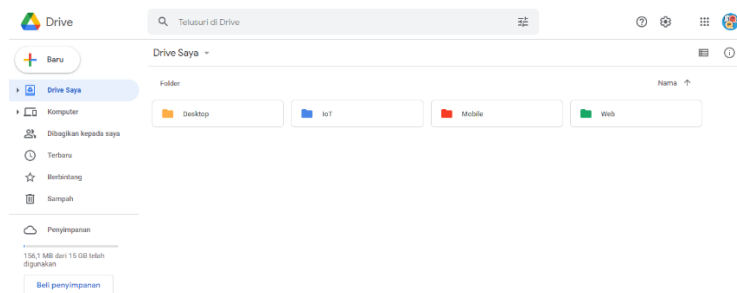 Drive
Telusuri di Drive
Baru
Drive Saya
Drive Saya
Komputer
Dibagikan kepada saya
Terbaru
Berbintang
Sampah
Penyimpanan
156,1 MB dari 15 GB telah
digunakan
Beli penyimpanan
Folder
Nama
Desktop
IoT
Mobile
Web